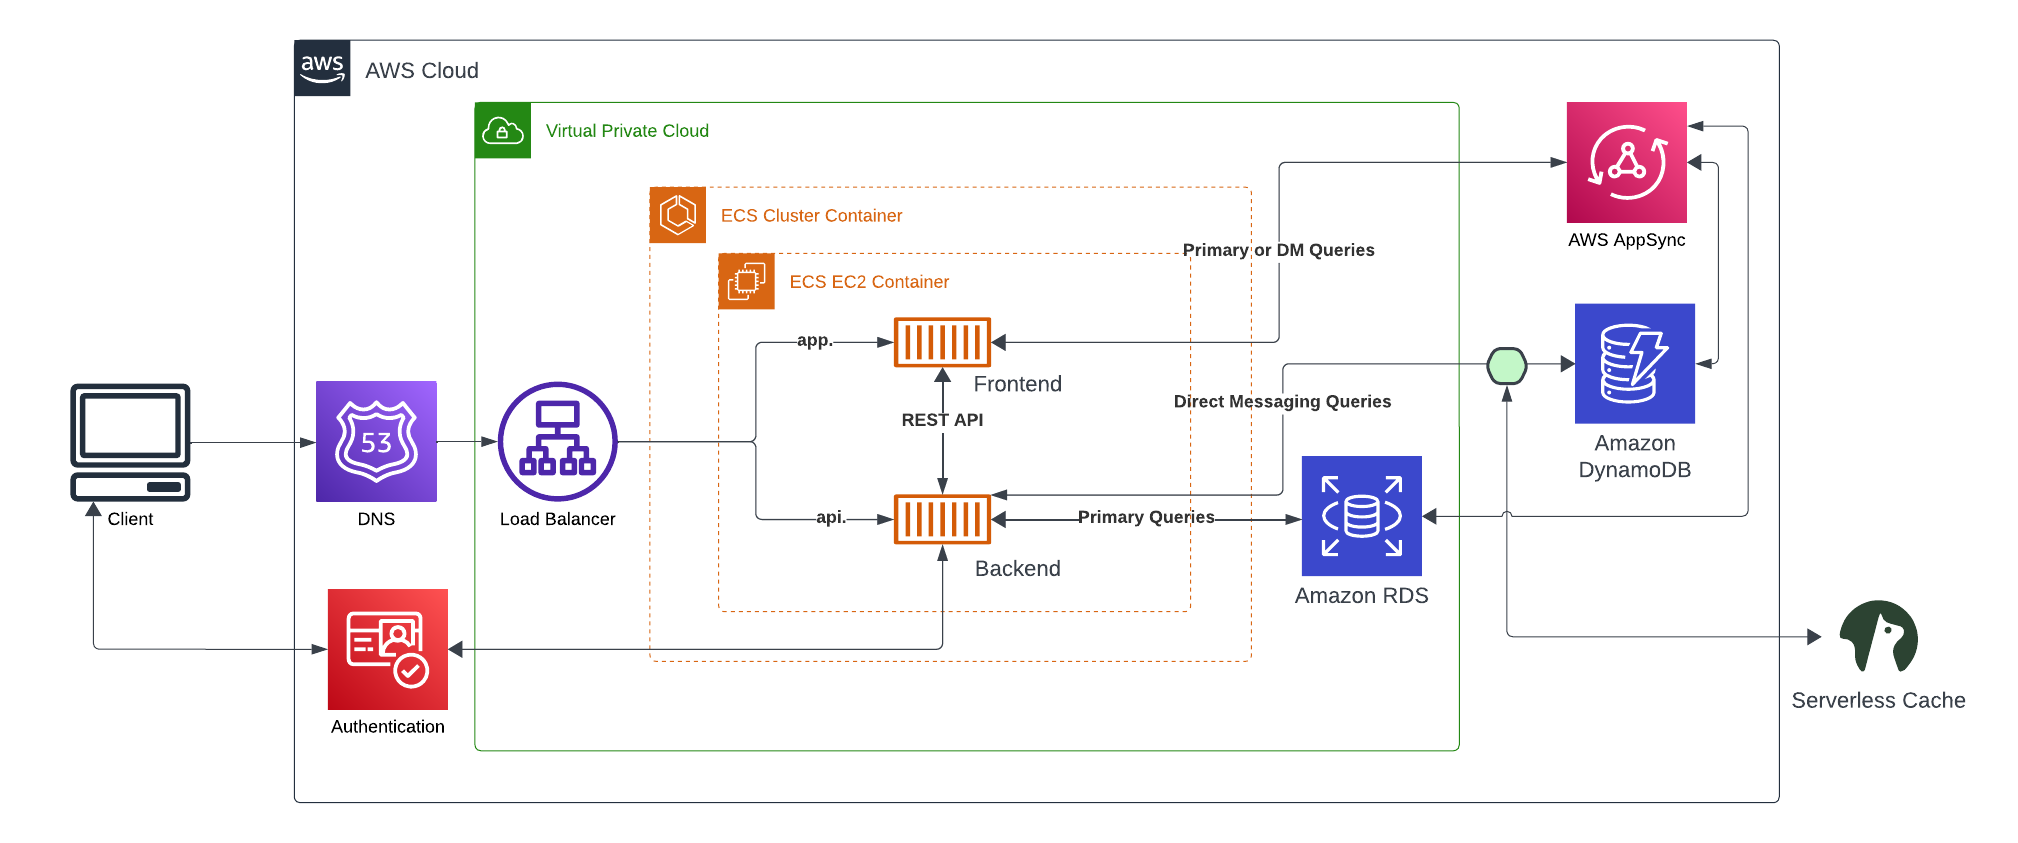 aws
AWS Cloud
Virtual Private Cloud
ECS Cluster Container
AWS AppSync
Primary or DM Queries
ECS EC2 Container
app.
Frontend
Direct Messaging Queries
REST API
Amazon
DynamoDB
53
Client
DNS
Load Balancer
api.
Primary Queries
Backend
Amazon RDS
Serverless Cache
Authentication